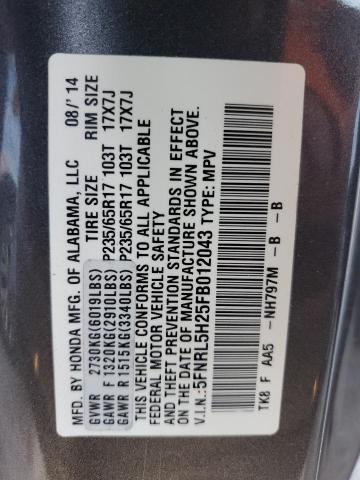 MFD. BY HONDA MFG. OF ALABAMA, LLC 08/'14
TIRE SIZE RIM SIZE
GVWR 2730KG(6019LBS)
GAWR F 1320KG(2910LBS) P235/65R17 103T 17X7J
GAWR R 1515KG(3340LBS) P235/65R17 103T 17X7J
THIS VEHICLE CONFORMS TO ALL APPLICABLE
FEDERAL MOTOR VEHICLE SAFETY
AND THEFT PREVENTION STANDARDS IN EFFECT
ON THE DATE OF MANUFACTURE SHOWN ABOVE.
V.I.N.:5FNRL5H25FB012043 TYPE: MPV
TK8 F AA5 - NH797M - B - B